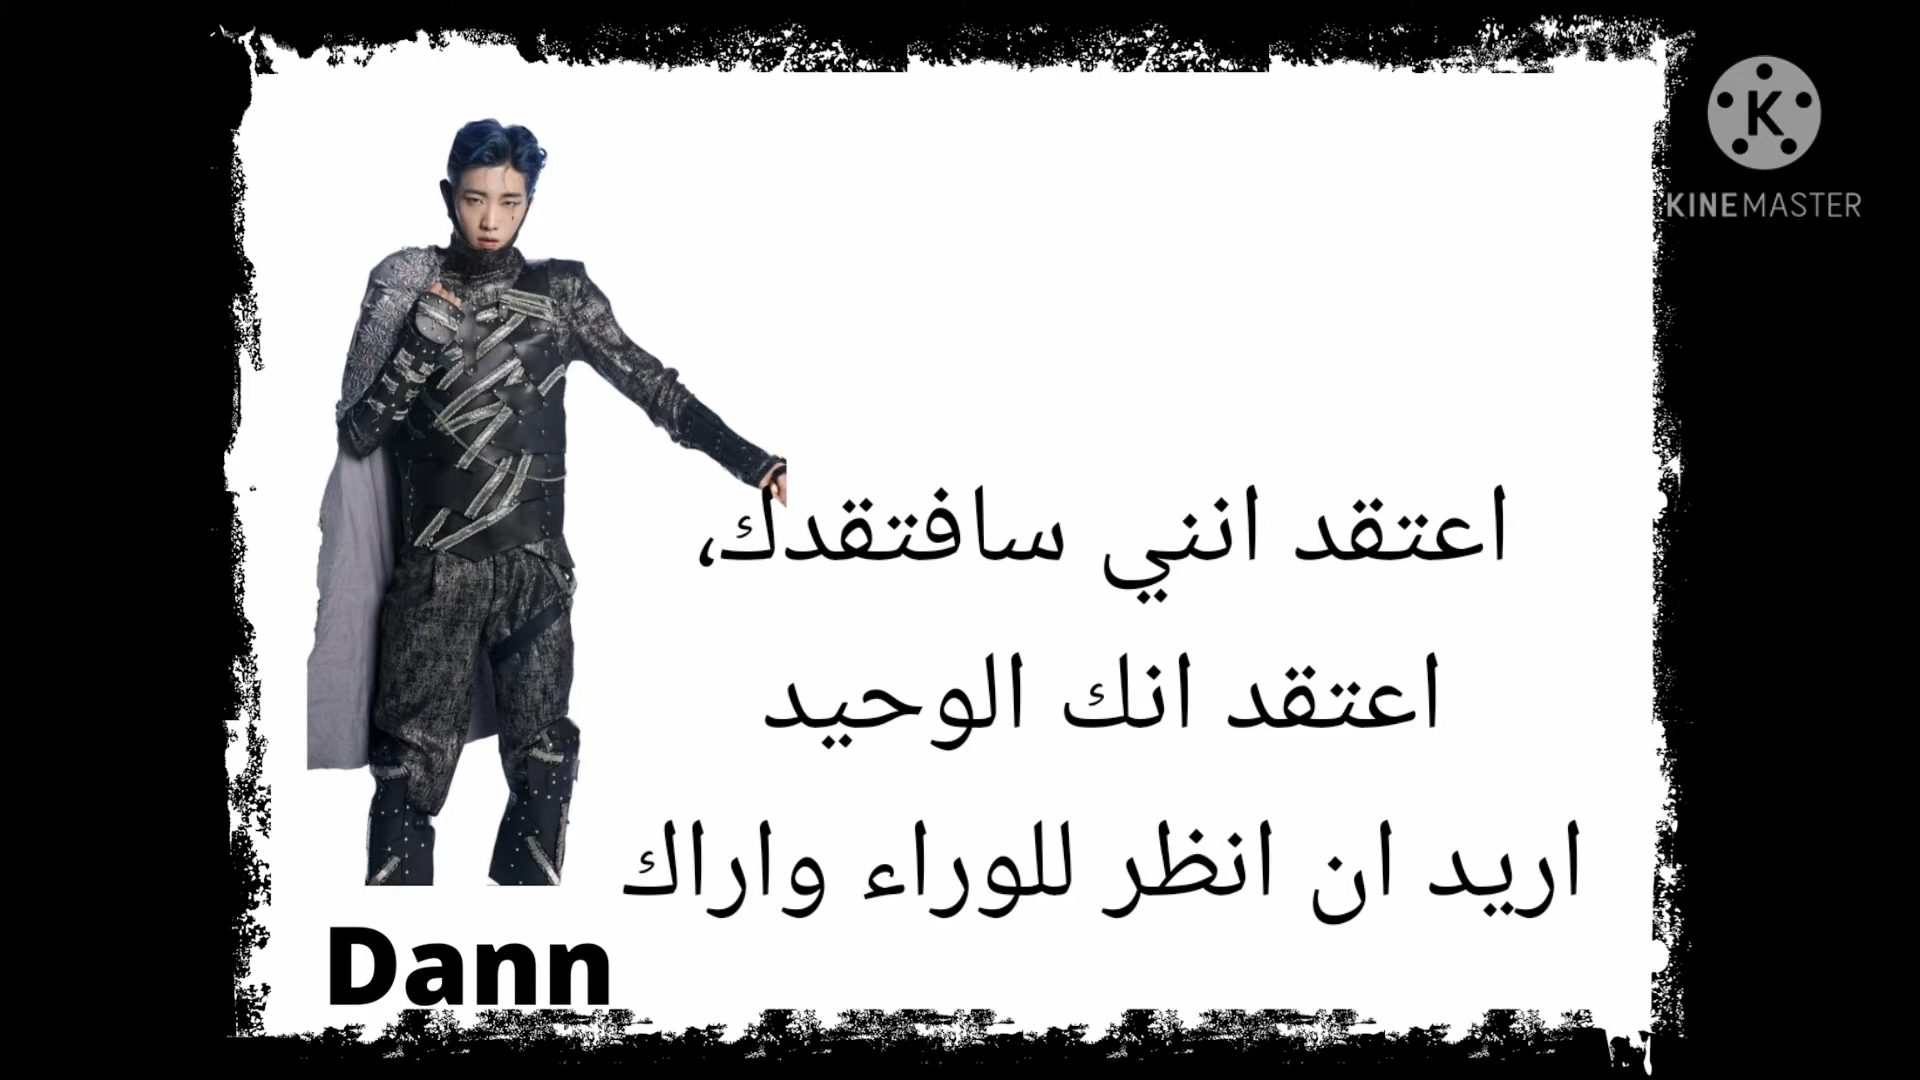 K
KINEMASTER
اعتقد انني سافتقدك،
اعتقد انك الوحيد
اريد ان انظر للوراء واراك
Dann